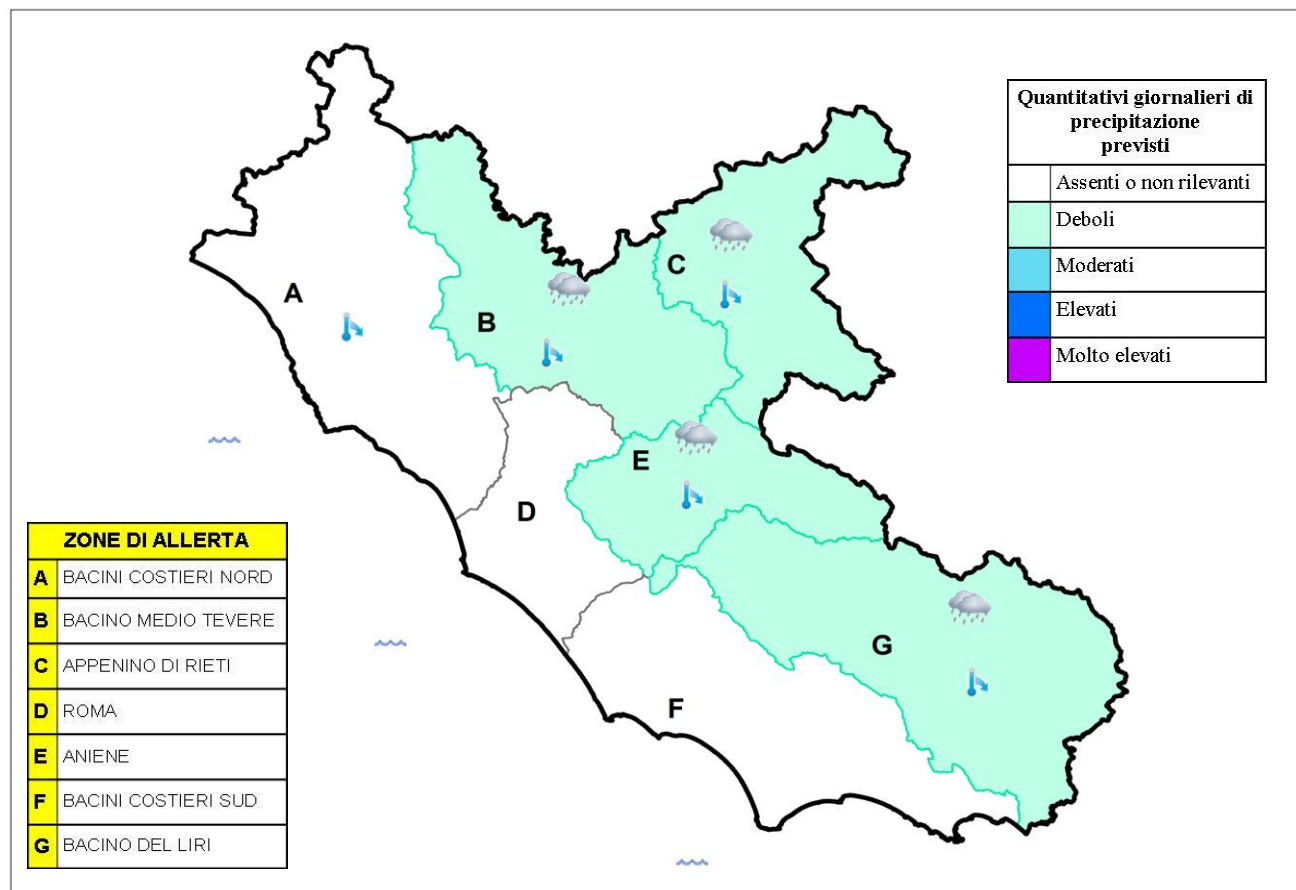 Quantitativi giornalieri di
precipitazione
previsti
Assenti o non rilevanti
Deboli
Moderati
Elevati
Molto elevati
C
A
B
E
D
G
F
ZONE DI ALLERTA
A BACINI COSTIERI NORD
B BACINO MEDIO TEVERE
C APPENINO DI RIETI
D ROMA
E ANIENE
F BACINI COSTIERI SUD
G BACINO DEL LIRI